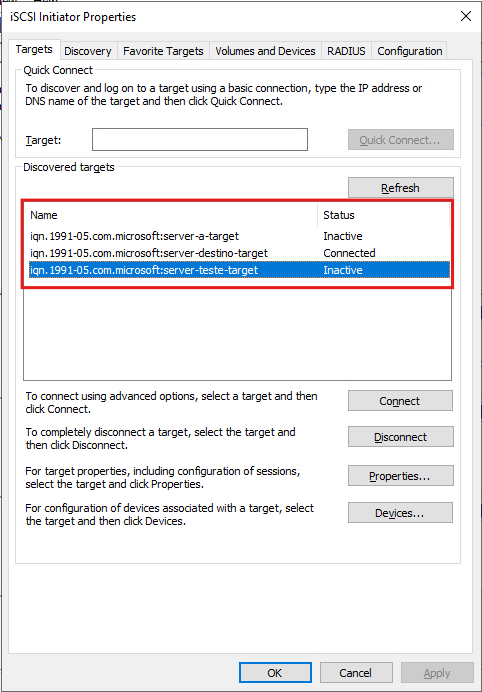 iSCSI Initiator Properties
Targets Discovery Favorite Targets Volumes and Devices RADIUS Configuration
Quick Connect
To discover and log on to a target using a basic connection, type the IP address or
DNS name of the target and then click Quick Connect.
Target:
Quick Connect...
Discovered targets
Refresh
Name Status
iqn.1991-05.com.microsoft:server-a-target Inactive
iqn.1991-05.com.microsoft:server-destino-target Connected
iqn.1991-05.com.microsoft:server-teste-target Inactive
To connect using advanced options, select a target and then
click Connect.
Connect
To completely disconnect a target, select the target and
then click Disconnect.
Disconnect
For target properties, including configuration of sessions,
select the target and click Properties.
Properties...
For configuration of devices associated with a target, select
the target and then click Devices.
Devices...
OK Cancel Apply